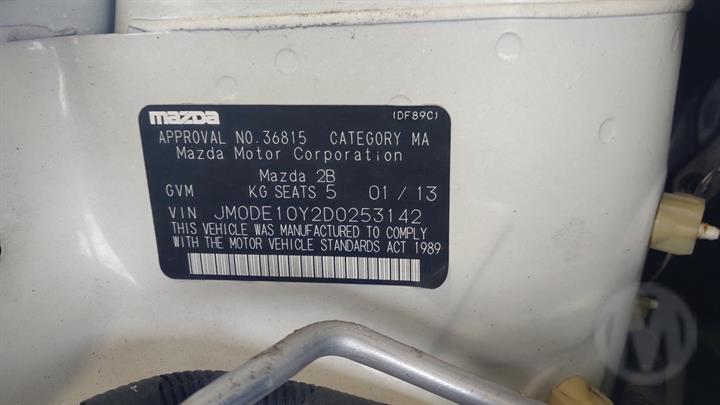 mazda (DF89C)
APPROVAL NO.36815 CATEGORY MA
Mazda Motor Corporation
Mazda 2B
GVM KG SEATS 5 01 / 13
VIN JM0DE10Y2D0253142
THIS VEHICLE WAS MANUFACTURED TO COMPLY
WITH THE MOTOR VEHICLE STANDARDS ACT 1989
M